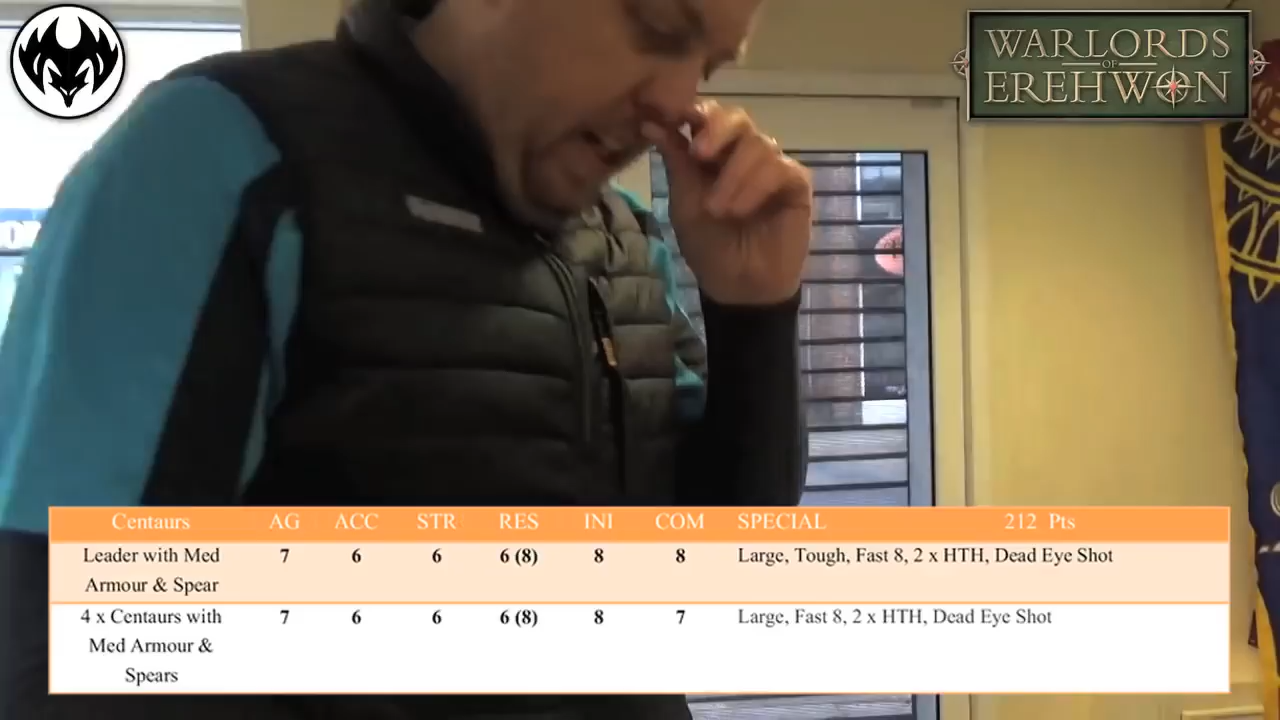 WARLORDS
OF
EREHWON
Centaurs AG ACC STR RES INI COM SPECIAL 212 Pts
Leader with Med 7 6 6 6 (8) 8 8 Large, Tough, Fast 8, 2 x HTH, Dead Eye Shot
Armour & Spear
4 x Centaurs with 7 6 6 6 (8) 8 7 Large, Fast 8, 2 x HTH, Dead Eye Shot
Med Armour &
Spears